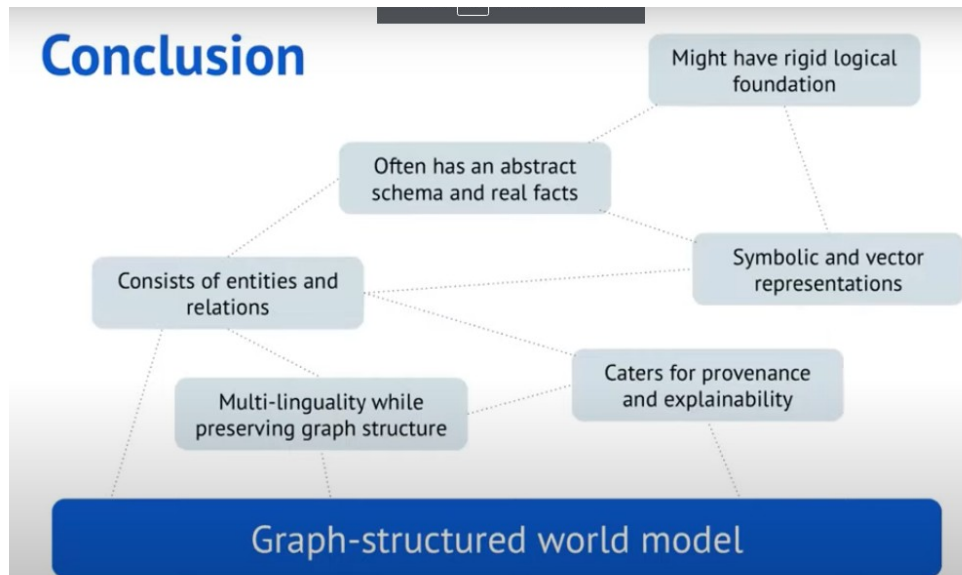 Conclusion
Might have rigid logical
foundation
Often has an abstract
schema and real facts
Symbolic and vector
representations
Consists of entities and
relations
Caters for provenance
and explainability
Multi-linguality while
preserving graph structure
Graph-structured world model